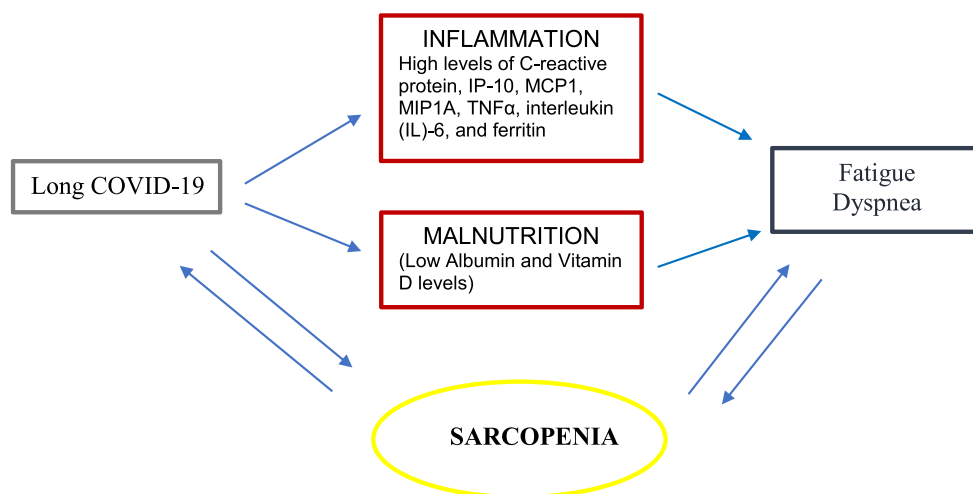 INFLAMMATION
High levels of C-reactive
protein, IP-10, MCP1,
MIP1A, TNFα, interleukin
(IL)-6, and ferritin
Long COVID-19
Fatigue
Dyspnea
MALNUTRITION
(Low Albumin and Vitamin
D levels)
SARCOPENIA